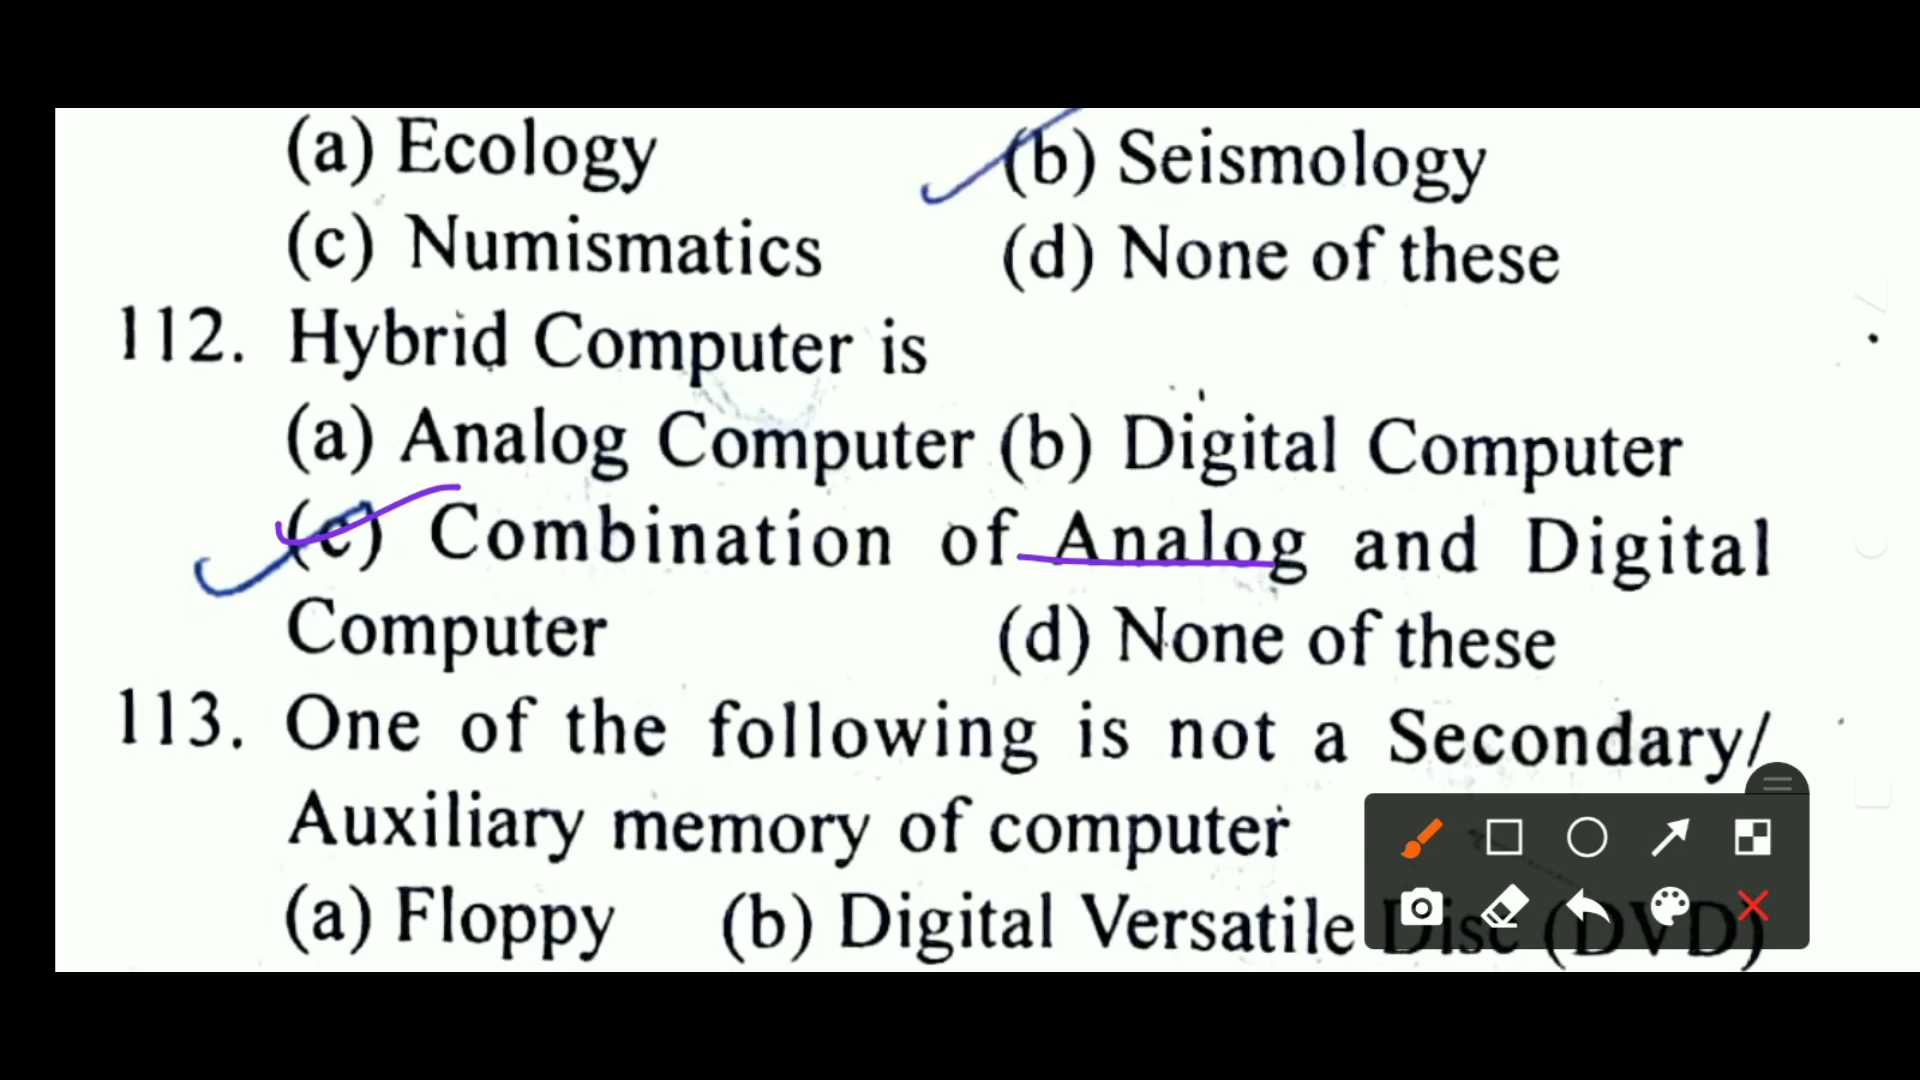 (a) Ecology (b) Seismology
(c) Numismatics (d) None of these
112. Hybrid Computer is
(a) Analog Computer (b) Digital Computer
(c) Combination of Analog and Digital
Computer (d) None of these
113. One of the following is not a Secondary/
Auxiliary memory of computer
(a) Floppy (b) Digital Versatile Disc (DVD)